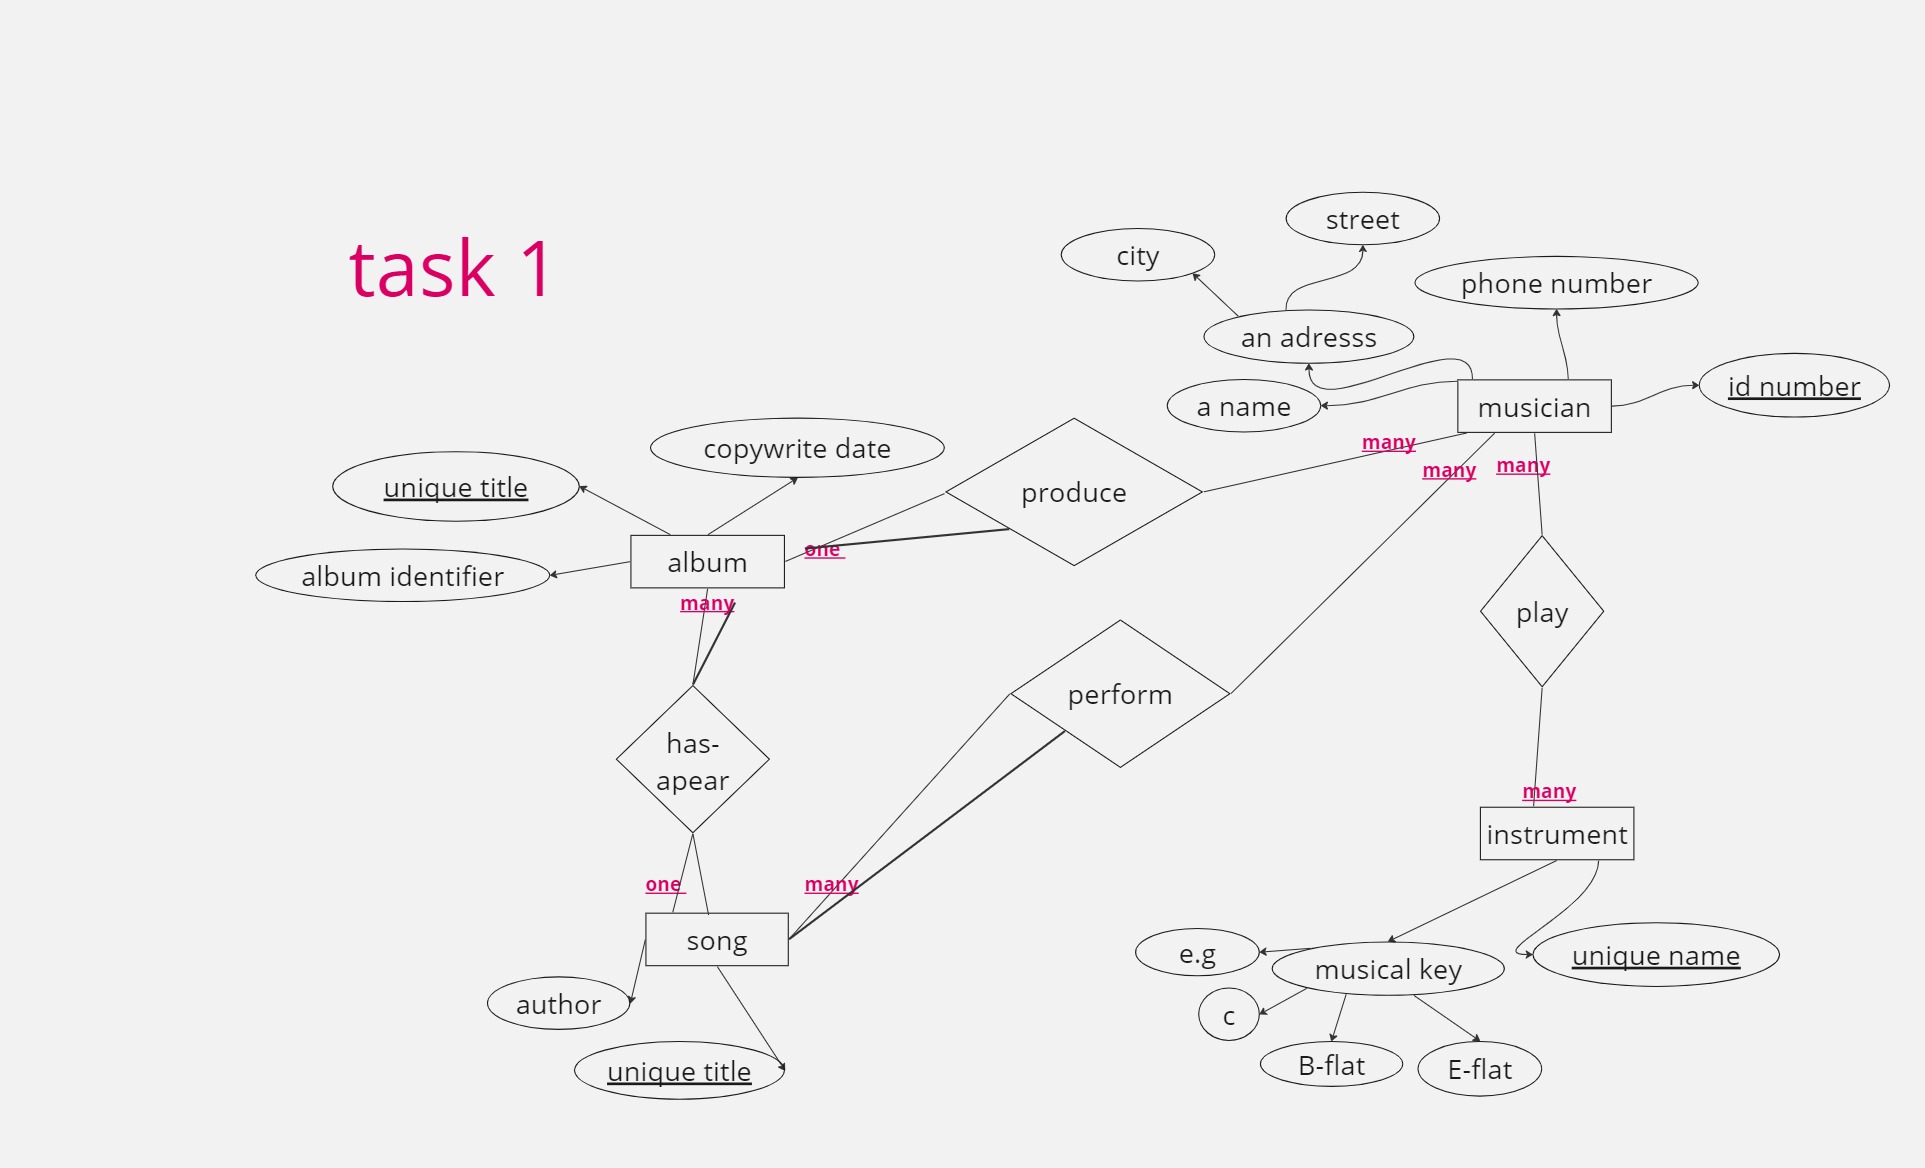 task 1
street
city
phone number
an adresss
id number
a name
musician
many
many
many
copywrite date
unique title
produce
one
album
album identifier
many
play
perform
has-
apear
many
instrument
one
many
song
e.g
musical key
unique name
author
c
B-flat
E-flat
unique title